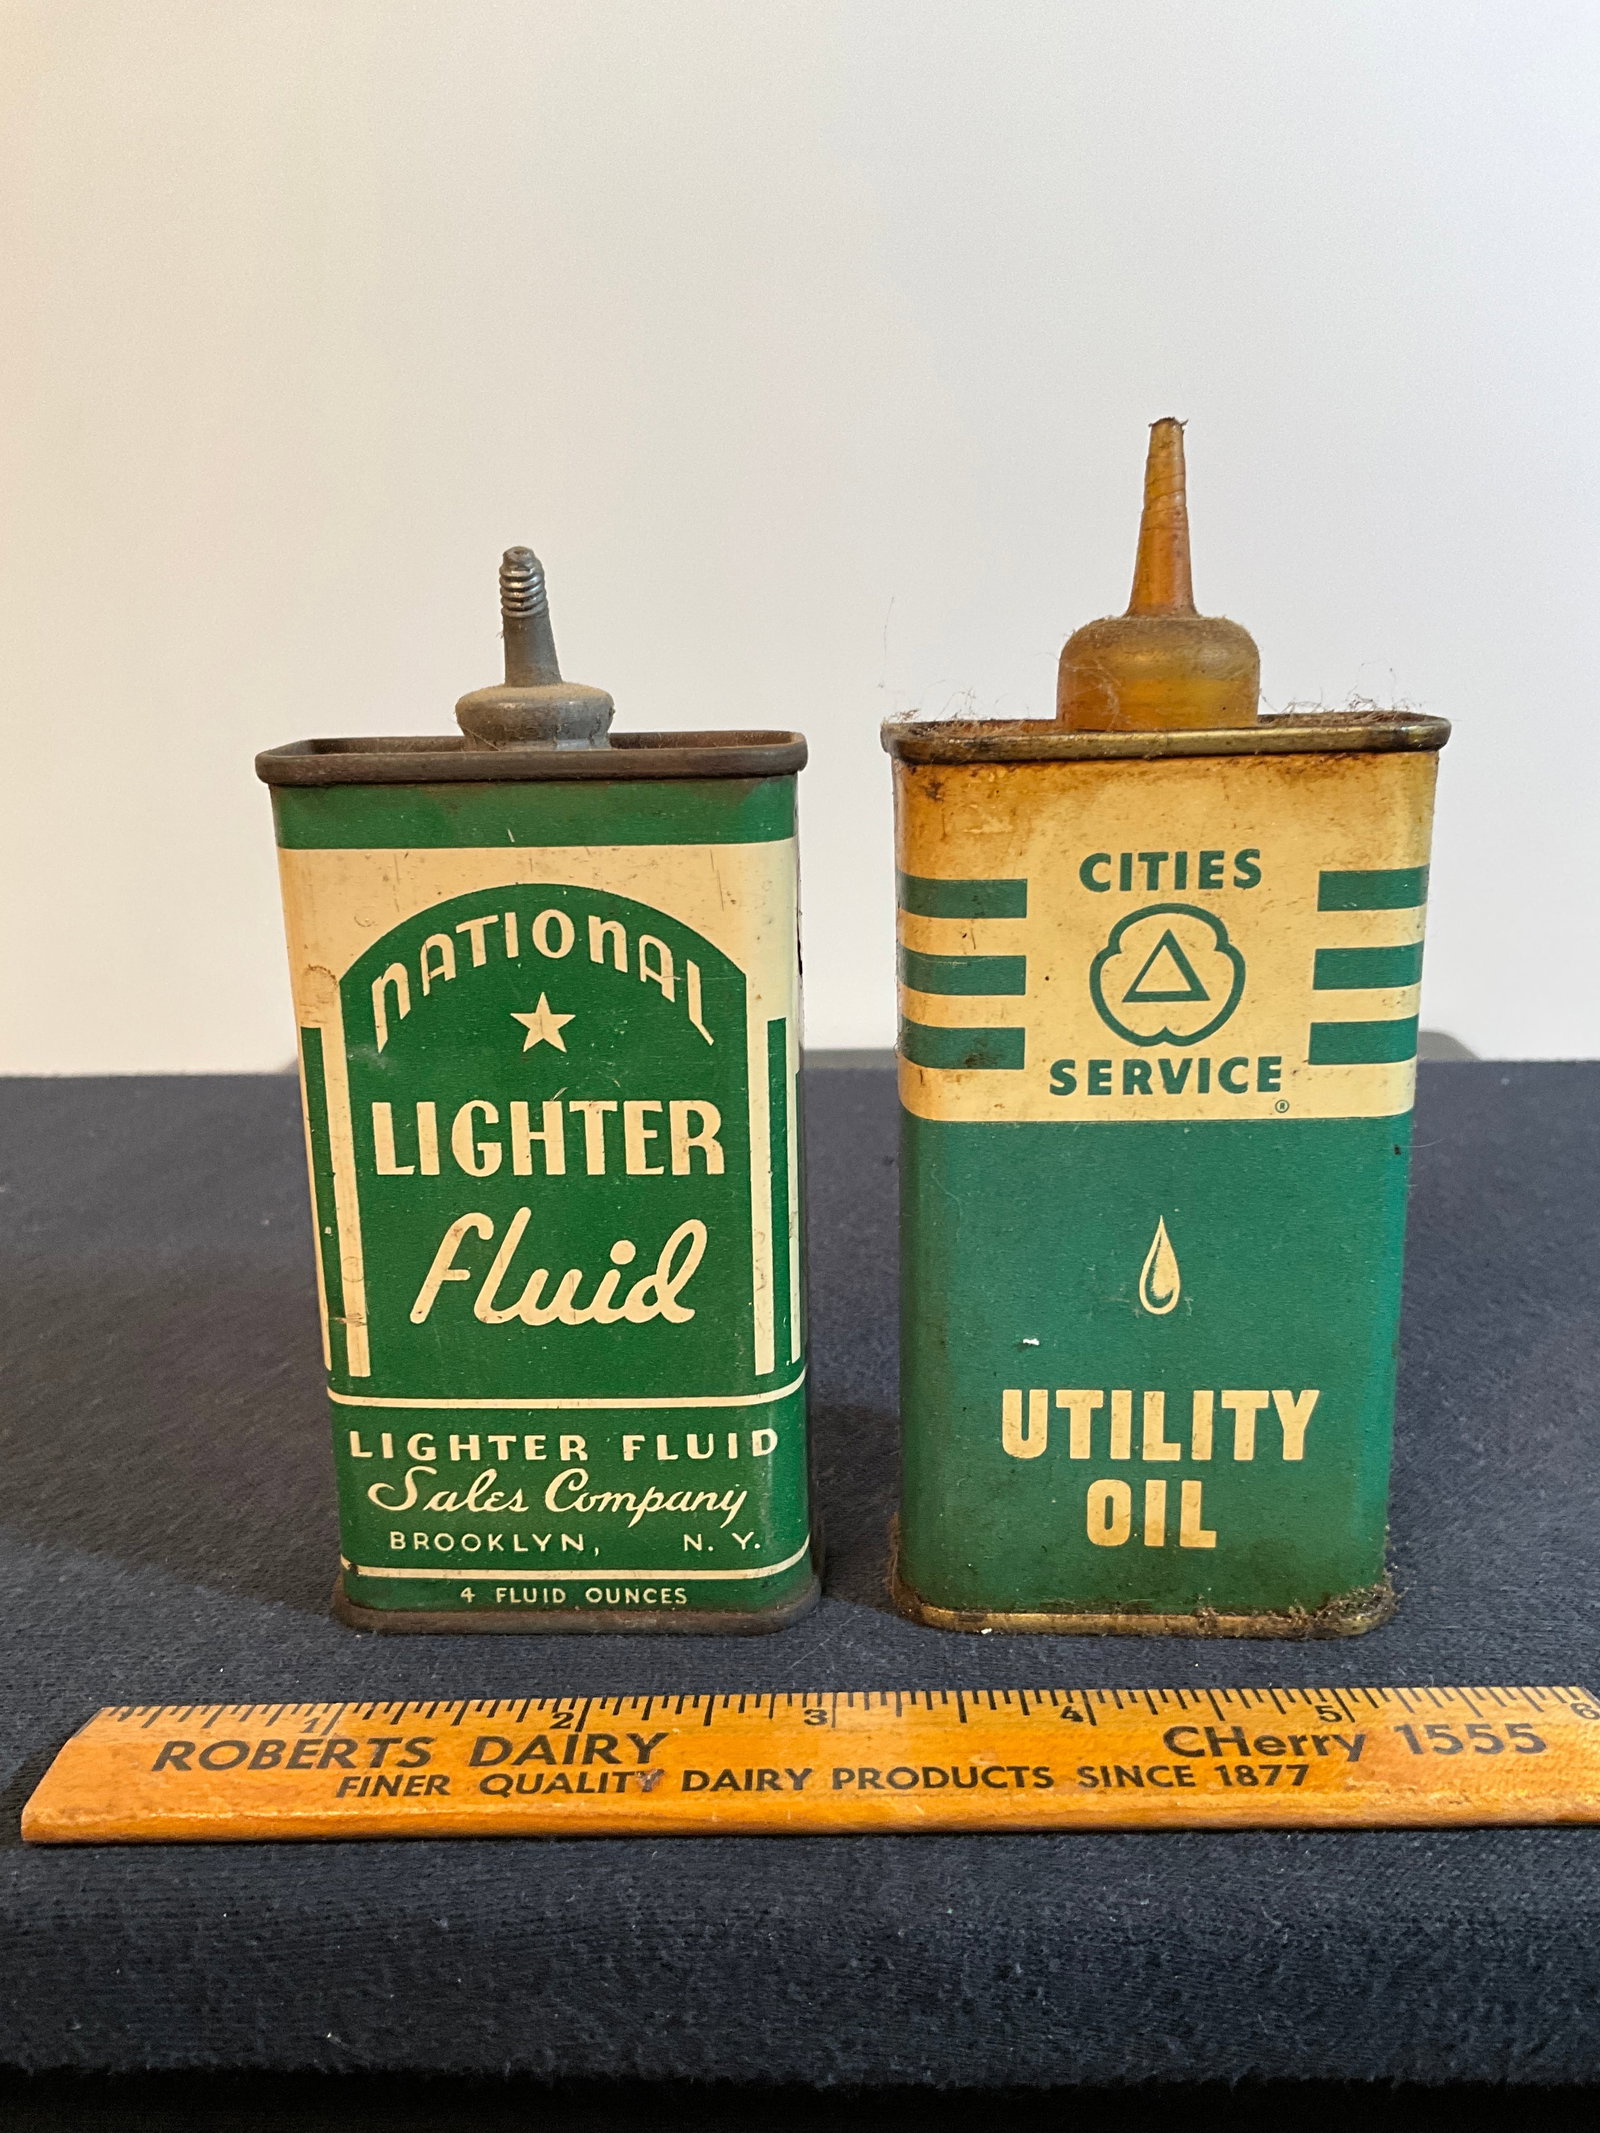 NATIONAL
LIGHTER
fluid
LIGHTER FLUID
Sales Company
BROOKLYN, N. Y.
4 FLUID OUNCES
CITIES
SERVICE
®
UTILITY
OIL
1 2 3 4 5 6
ROBERTS DAIRY CHerry 1555
FINER QUALITY DAIRY PRODUCTS SINCE 1877